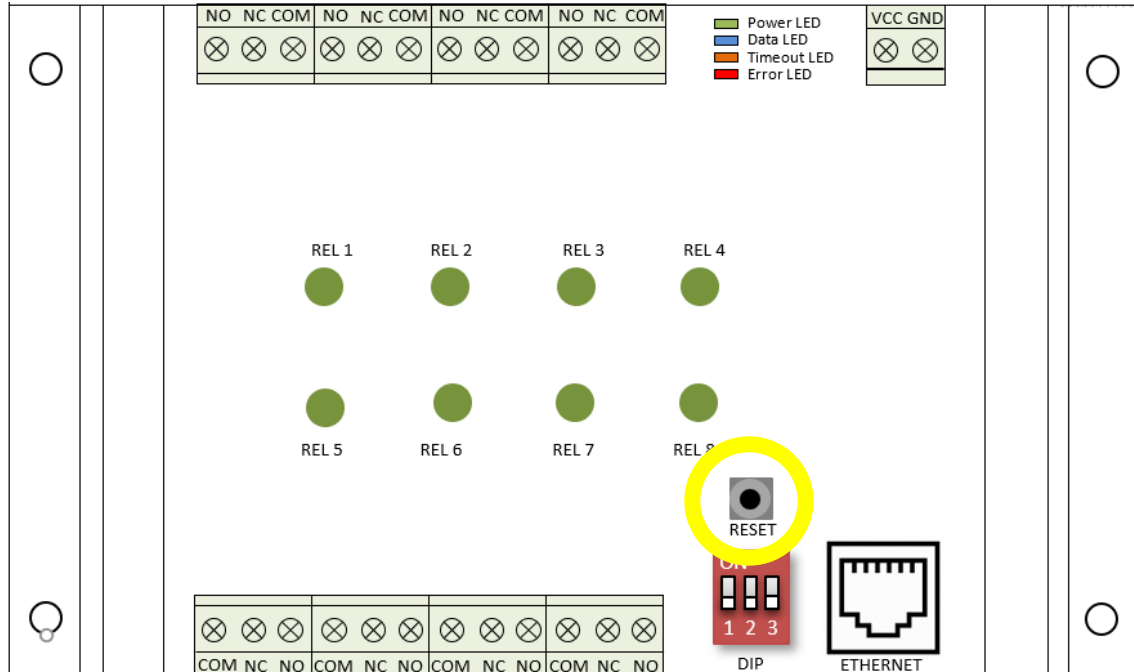 NO NC COM NO NC COM NO NC COM NO NC COM
Power LED
Data LED
Timeout LED
Error LED
VCC GND
REL 1 REL 2 REL 3 REL 4
REL 5 REL 6 REL 7 REL 8
RESET
ON
1 2 3
COM NC NO COM NC NO COM NC NO COM NC NO
DIP
ETHERNET